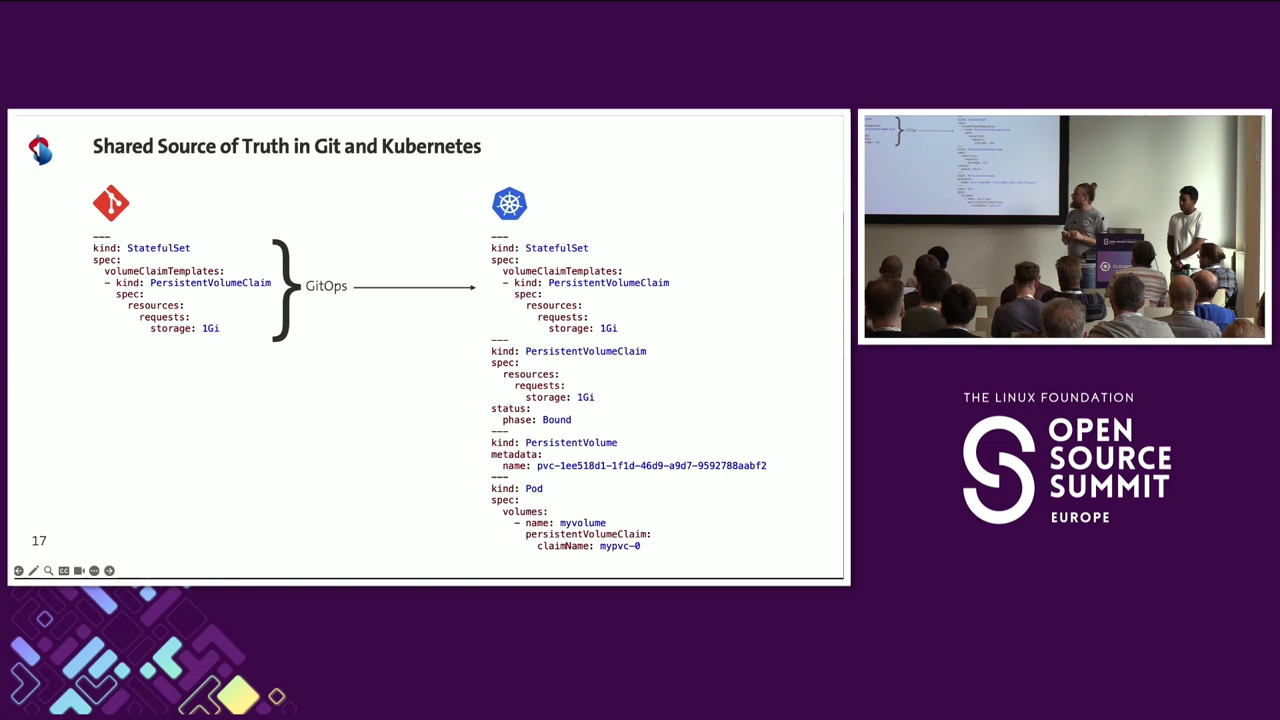 Shared Source of Truth in Git and Kubernetes
---
kind: StatefulSet
spec:
  volumeClaimTemplates:
  - kind: PersistentVolumeClaim
    spec:
      resources:
        requests:
          storage: 1Gi
GitOps
---
kind: StatefulSet
spec:
  volumeClaimTemplates:
  - kind: PersistentVolumeClaim
    spec:
      resources:
        requests:
          storage: 1Gi
---
kind: PersistentVolumeClaim
spec:
  resources:
    requests:
      storage: 1Gi
status:
  phase: Bound
---
kind: PersistentVolume
metadata:
  name: pvc-1ee518d1-1f1d-46d9-a9d7-9592788aabf2
---
kind: Pod
spec:
  volumes:
    - name: myvolume
      persistentVolumeClaim:
        claimName: mypvc-0
17
THE LINUX FOUNDATION
OPEN
SOURCE
SUMMIT
EUROPE